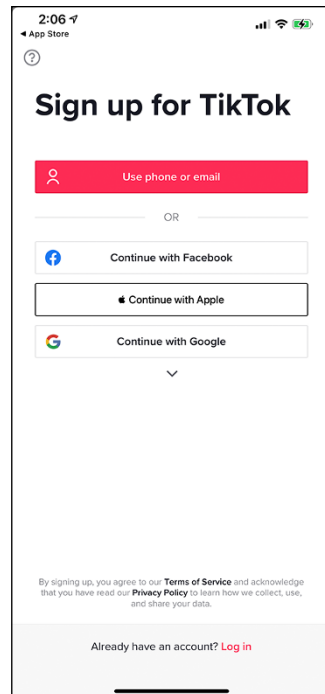 2:06
◀ App Store
?
Sign up for TikTok
Use phone or email
OR
Continue with Facebook
Continue with Apple
Continue with Google
By signing up, you agree to our Terms of Service and acknowledge
that you have read our Privacy Policy to learn how we collect, use,
and share your data.
Already have an account? Log in